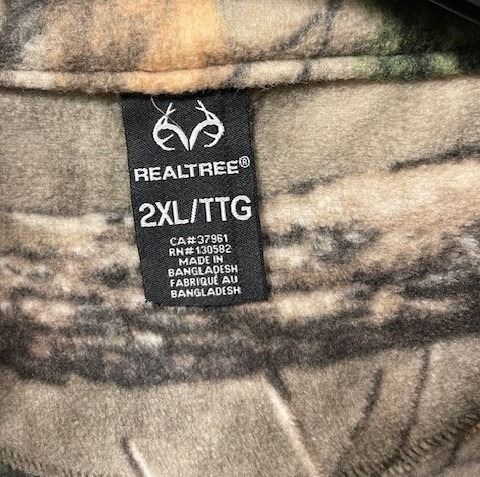 REALTREE®
2XL/TTG
CA#37961
RN#130582
MADE IN
BANGLADESH
FABRIQUÉ AU
BANGLADESH